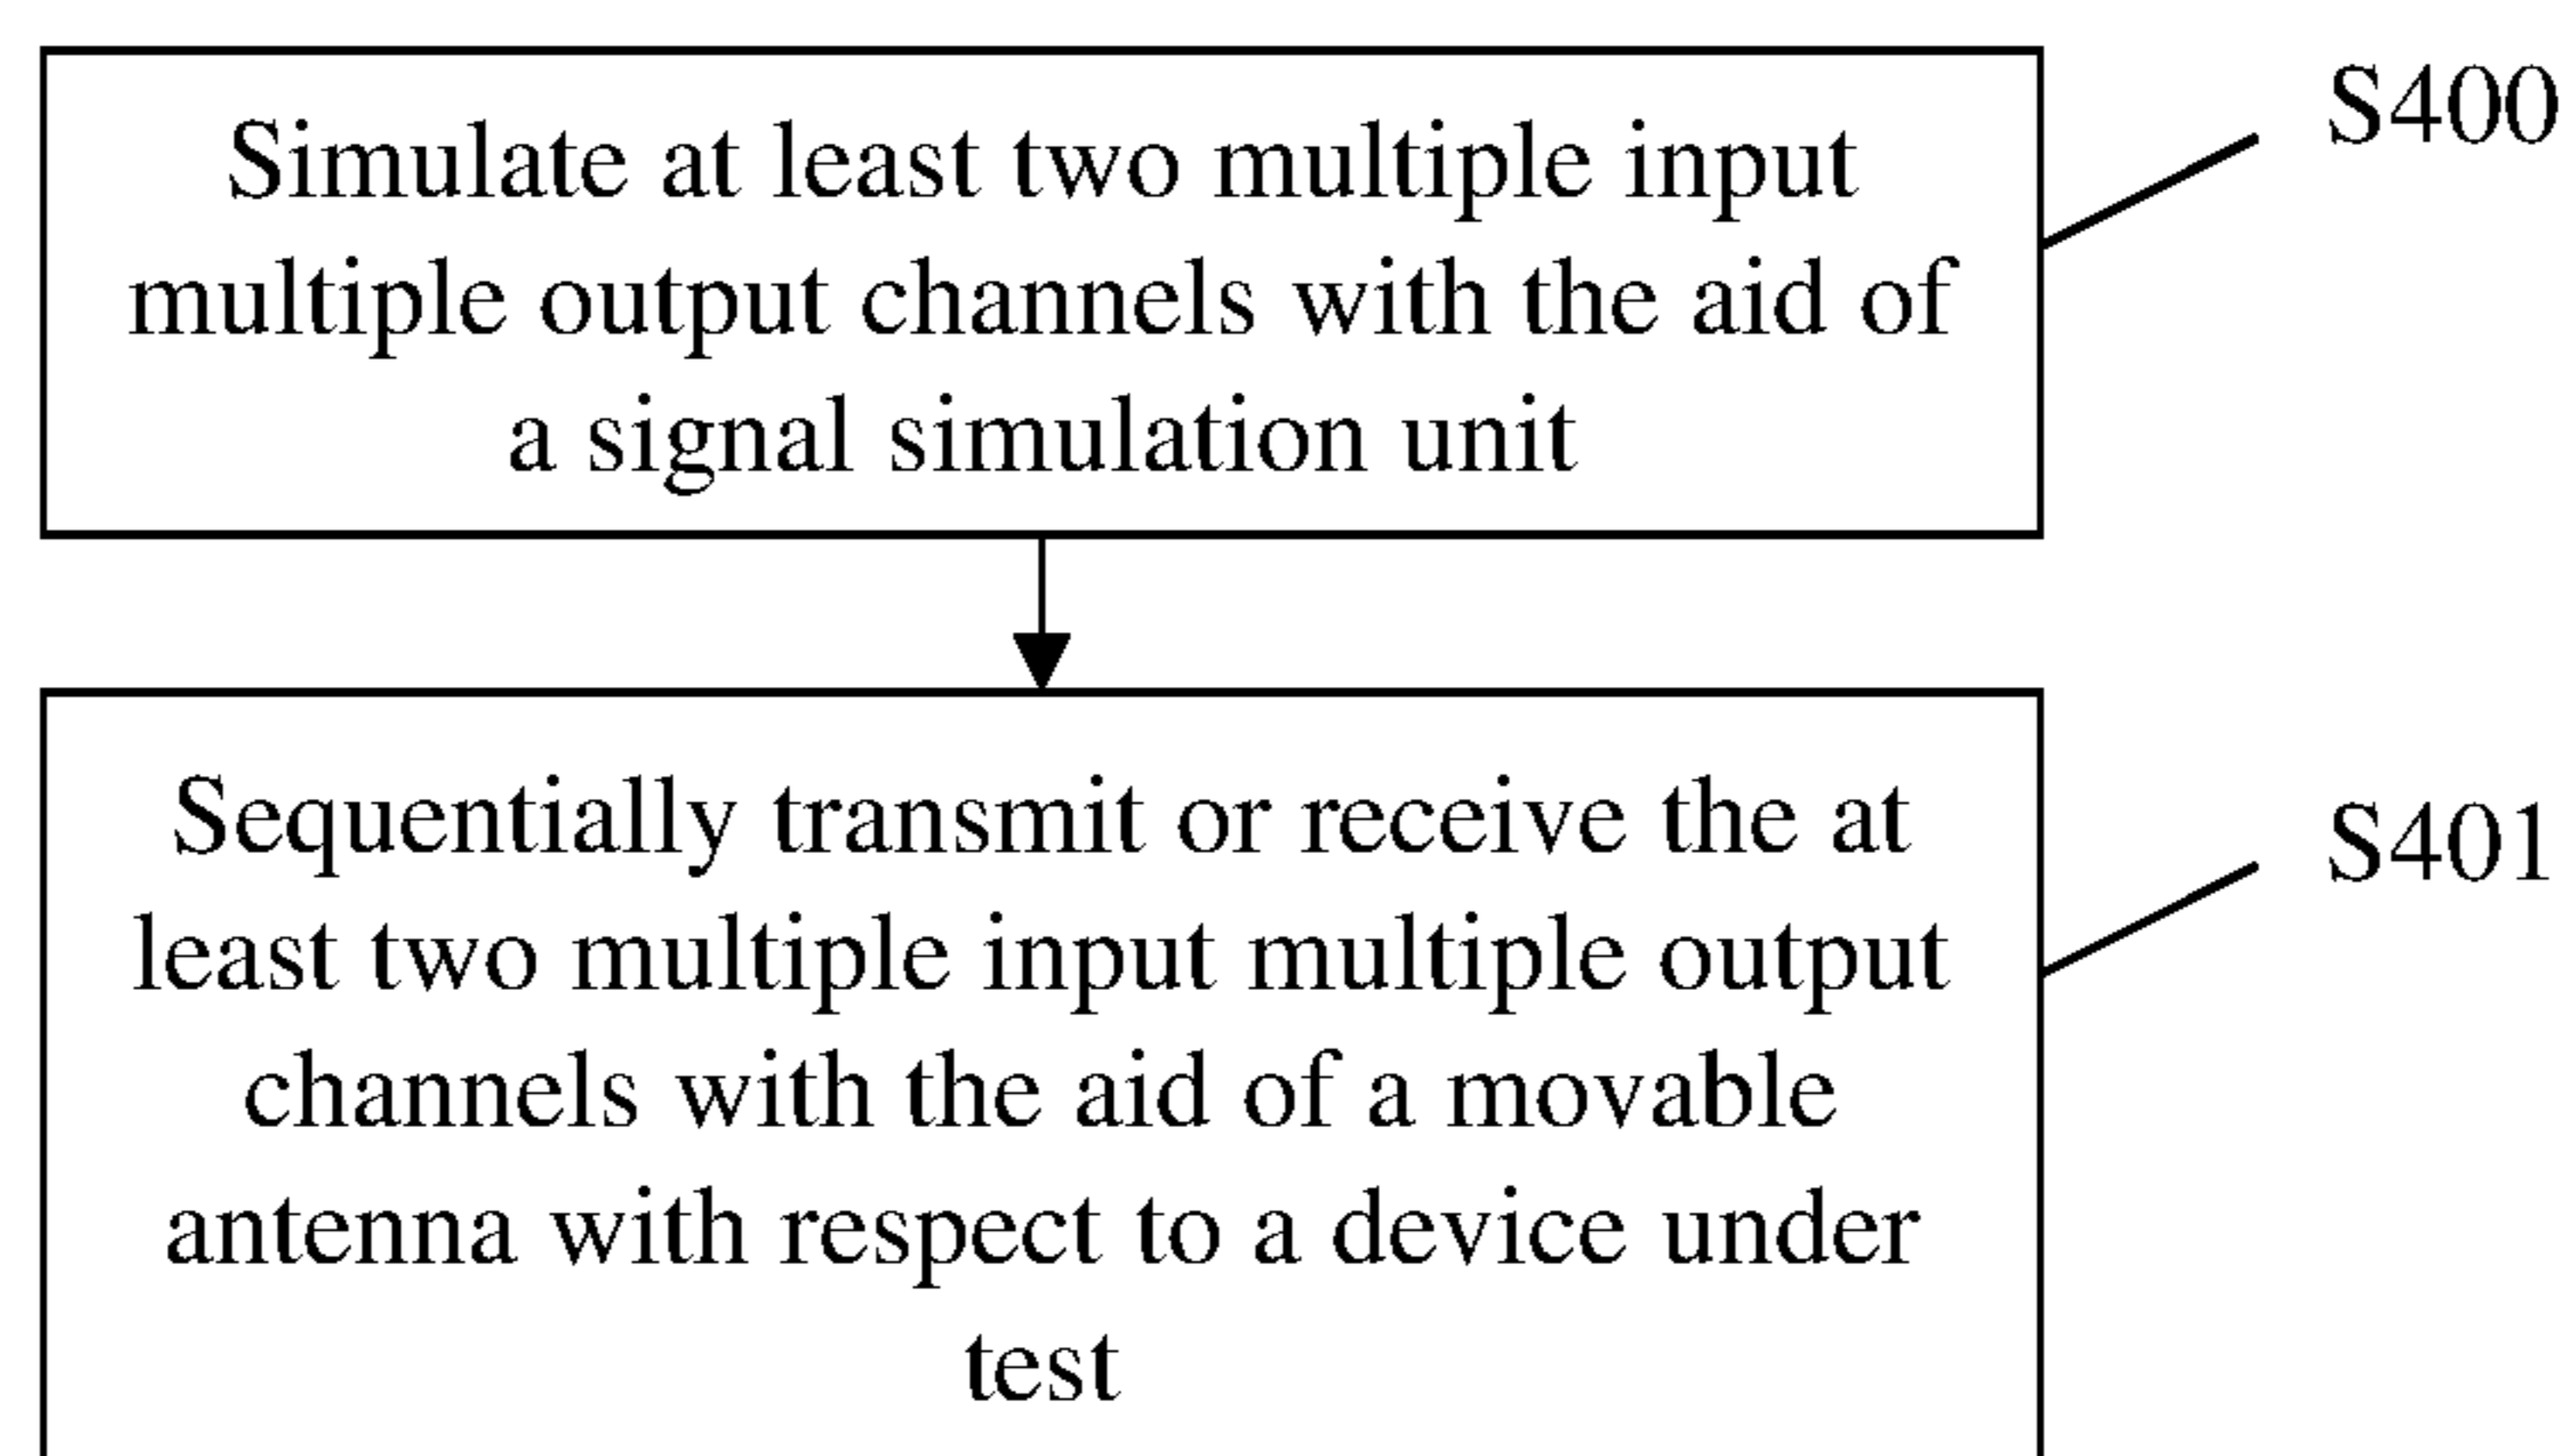 Simulate at least two multiple input
multiple output channels with the aid of
a signal simulation unit
S400
Sequentially transmit or receive the at
least two multiple input multiple output
channels with the aid of a movable
antenna with respect to a device under
test
S401